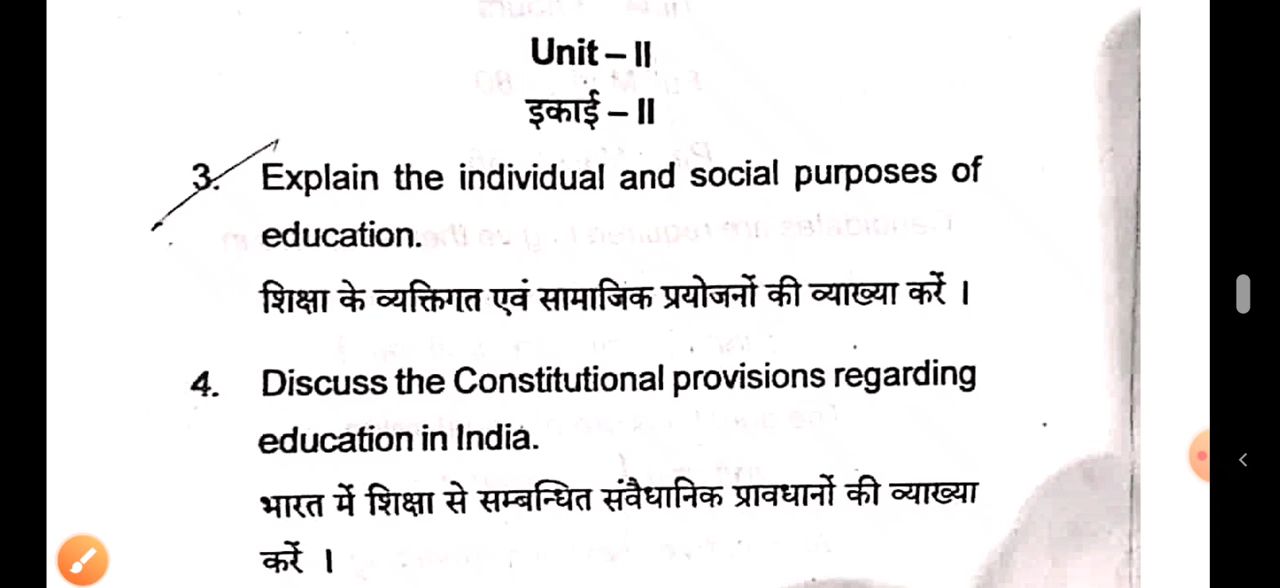 Unit – II
इकाई – II
3. Explain the individual and social purposes of
education.
शिक्षा के व्यक्तिगत एवं सामाजिक प्रयोजनों की व्याख्या करें ।
4. Discuss the Constitutional provisions regarding
education in India.
भारत में शिक्षा से सम्बन्धित संवैधानिक प्रावधानों की व्याख्या
करें ।